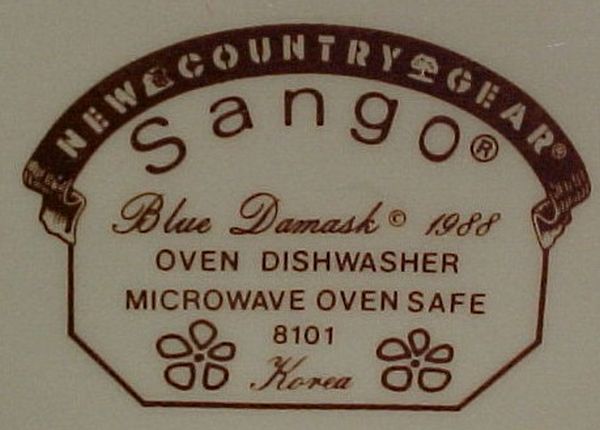 NEW COUNTRY GEAR®
Sango®
Blue Damask © 1988
OVEN DISHWASHER
MICROWAVE OVEN SAFE
8101
Korea